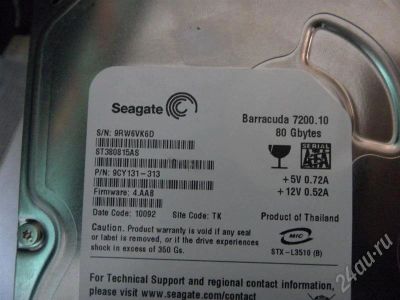 Seagate
Barracuda 7200.10
80 Gbytes
S/N: 9RW6VK6D
ST380815AS
P/N: 9CY131-313
Firmware: 4.AAB
Date Code: 10092 Site Code: TK
SERIAL ATA
+5V 0.72A
+12V 0.52A
Product of Thailand
Caution. Product warranty is void if any seal
or label is removed, or if the drive experiences
shock in excess of 350 Gs.
MIC
STX-L3510 (B)
For Technical Support and regional contact information,
please visit:
www.seagate.com/contact
24au.ru